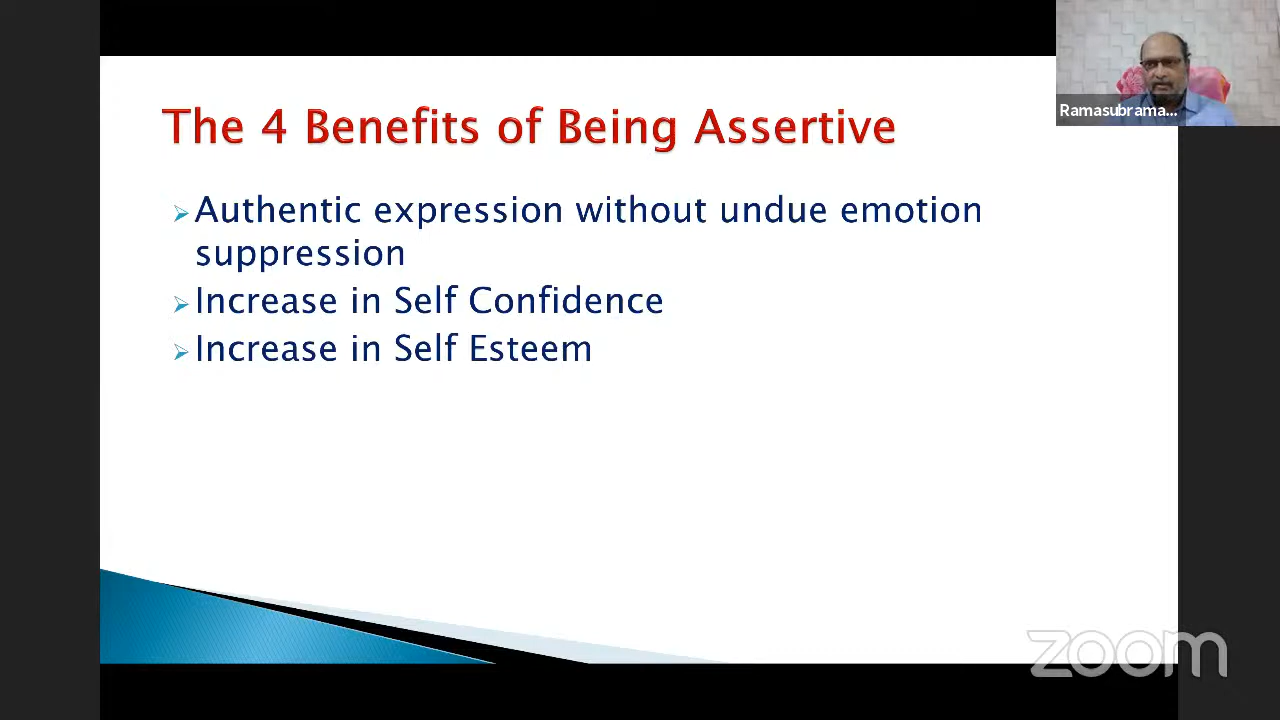 The 4 Benefits of Being Assertive
Authentic expression without undue emotion
suppression
Increase in Self Confidence
Increase in Self Esteem
Ramasubrama...
zoom